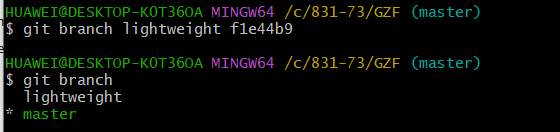 HUAWEI@DESKTOP-KOT36OA MINGW64 /c/831-73/GZF (master)
$ git branch lightweight f1e44b9
HUAWEI@DESKTOP-KOT36OA MINGW64 /c/831-73/GZF (master)
$ git branch
  lightweight
* master